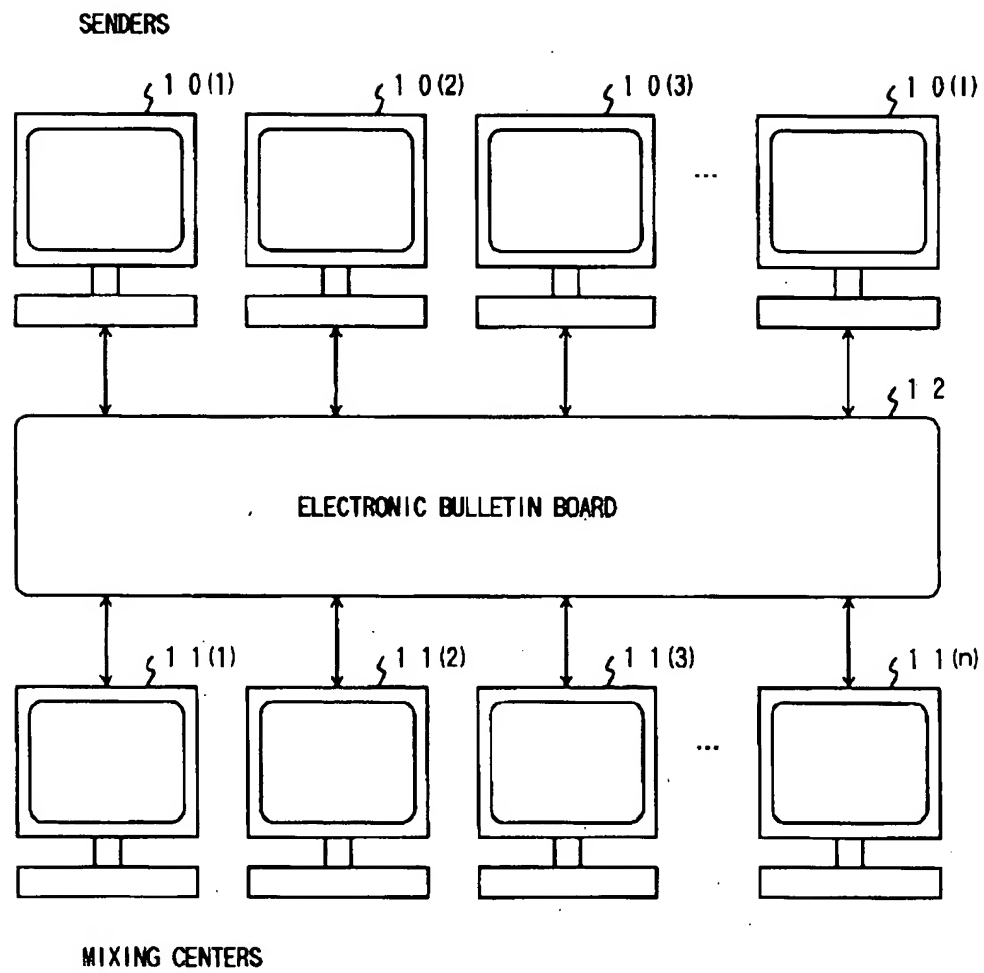 SENDERS
10(1) 10(2) 10(3) 10(l)
...
12
ELECTRONIC BULLETIN BOARD
11(1) 11(2) 11(3) 11(n)
...
MIXING CENTERS